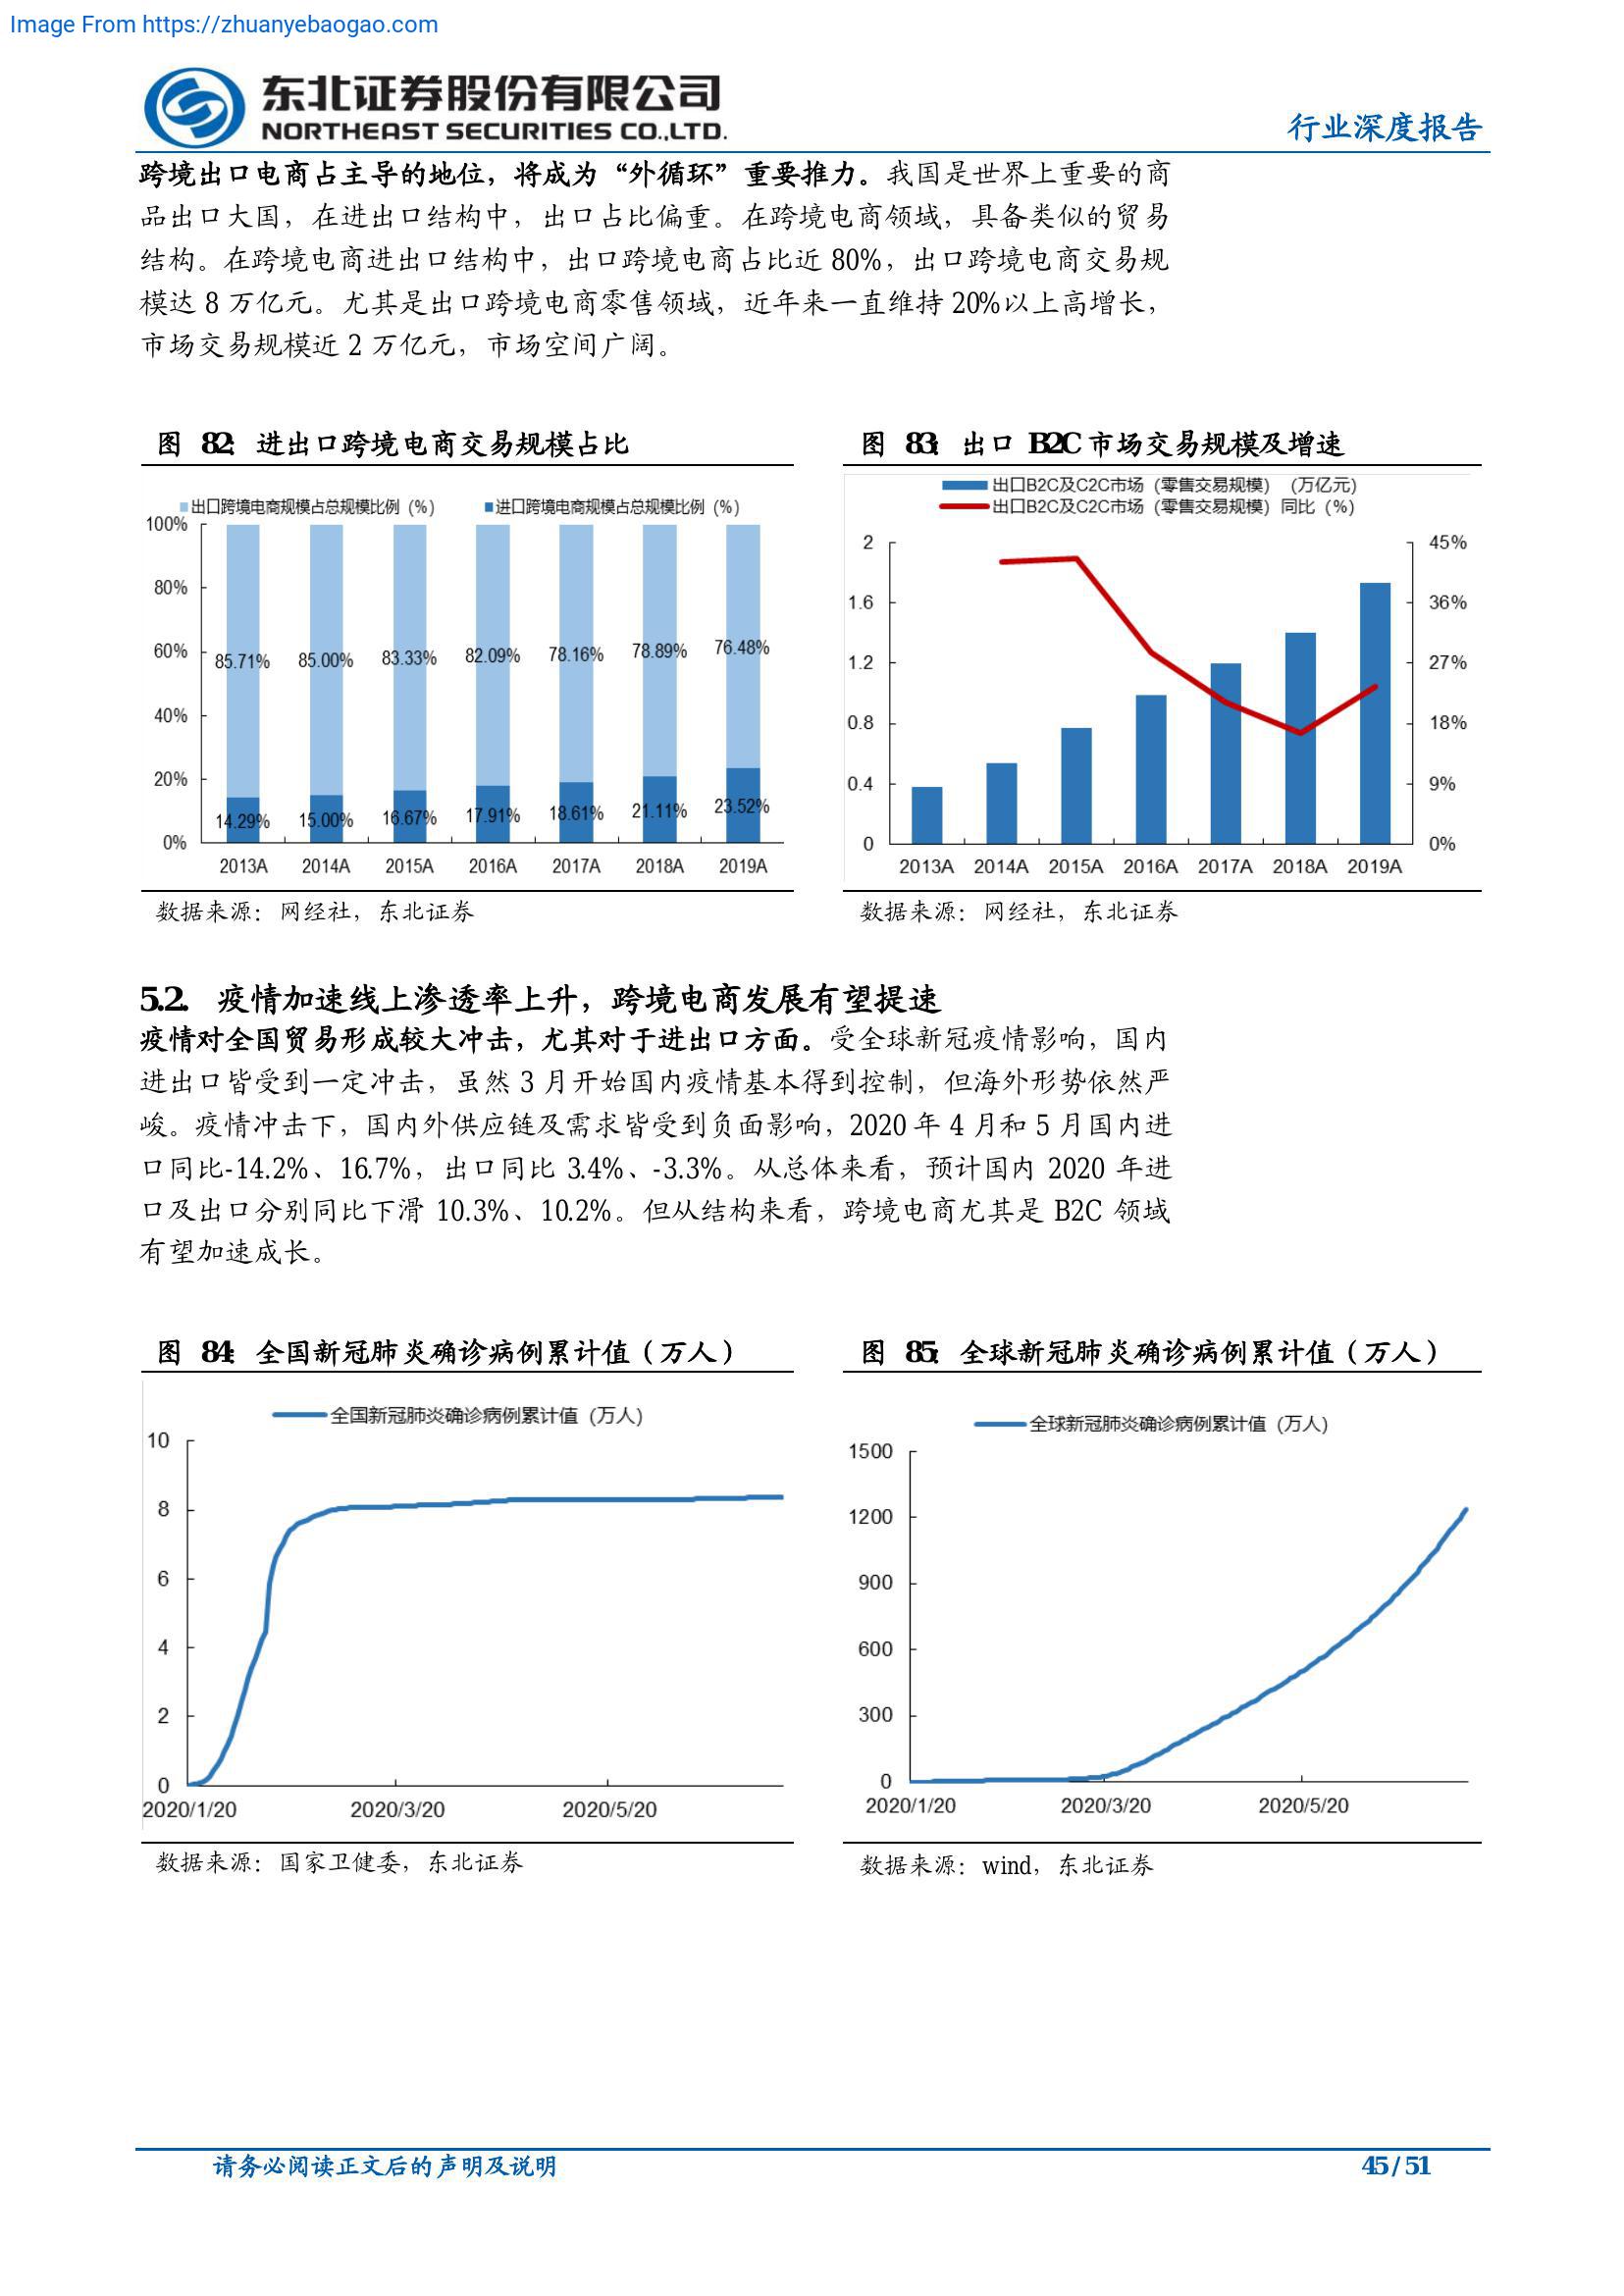 Image From https://zhuanyebaogao.com
东北证券股份有限公司
NORTHEAST SECURITIES CO.,LTD.
行业深度报告
跨境出口电商占主导的地位，将成为“外循环”重要推力。我国是世界上重要的商
品出口大国，在进出口结构中，出口占比偏重。在跨境电商领域，具备类似的贸易
结构。在跨境电商进出口结构中，出口跨境电商占比近 80%，出口跨境电商交易规
模达 8 万亿元。尤其是出口跨境电商零售领域，近年来一直维持 20%以上高增长，
市场交易规模近 2 万亿元，市场空间广阔。
图 82：进出口跨境电商交易规模占比
出口跨境电商规模占总规模比例（%） 进口跨境电商规模占总规模比例（%）
100%
80%
60%
40%
20%
0%
85.71% 85.00% 83.33% 82.09% 78.16% 78.89% 76.48%
14.29% 15.00% 16.67% 17.91% 18.61% 21.11% 23.52%
2013A 2014A 2015A 2016A 2017A 2018A 2019A
数据来源：网经社，东北证券
图 83：出口 B2C 市场交易规模及增速
出口B2C及C2C市场（零售交易规模）（万亿元）
出口B2C及C2C市场（零售交易规模）同比（%）
2
1.6
1.2
0.8
0.4
0
45%
36%
27%
18%
9%
0%
2013A 2014A 2015A 2016A 2017A 2018A 2019A
数据来源：网经社，东北证券
5.2. 疫情加速线上渗透率上升，跨境电商发展有望提速
疫情对全国贸易形成较大冲击，尤其对于进出口方面。受全球新冠疫情影响，国内
进出口皆受到一定冲击，虽然 3 月开始国内疫情基本得到控制，但海外形势依然严
峻。疫情冲击下，国内外供应链及需求皆受到负面影响，2020 年 4 月和 5 月国内进
口同比-14.2%、16.7%，出口同比 3.4%、-3.3%。从总体来看，预计国内 2020 年进
口及出口分别同比下滑 10.3%、10.2%。但从结构来看，跨境电商尤其是 B2C 领域
有望加速成长。
图 84：全国新冠肺炎确诊病例累计值（万人）
全国新冠肺炎确诊病例累计值（万人）
10
8
6
4
2
0
2020/1/20 2020/3/20 2020/5/20
数据来源：国家卫健委，东北证券
图 85：全球新冠肺炎确诊病例累计值（万人）
全球新冠肺炎确诊病例累计值（万人）
1500
1200
900
600
300
0
2020/1/20 2020/3/20 2020/5/20
数据来源：wind，东北证券
请务必阅读正文后的声明及说明
45 / 51